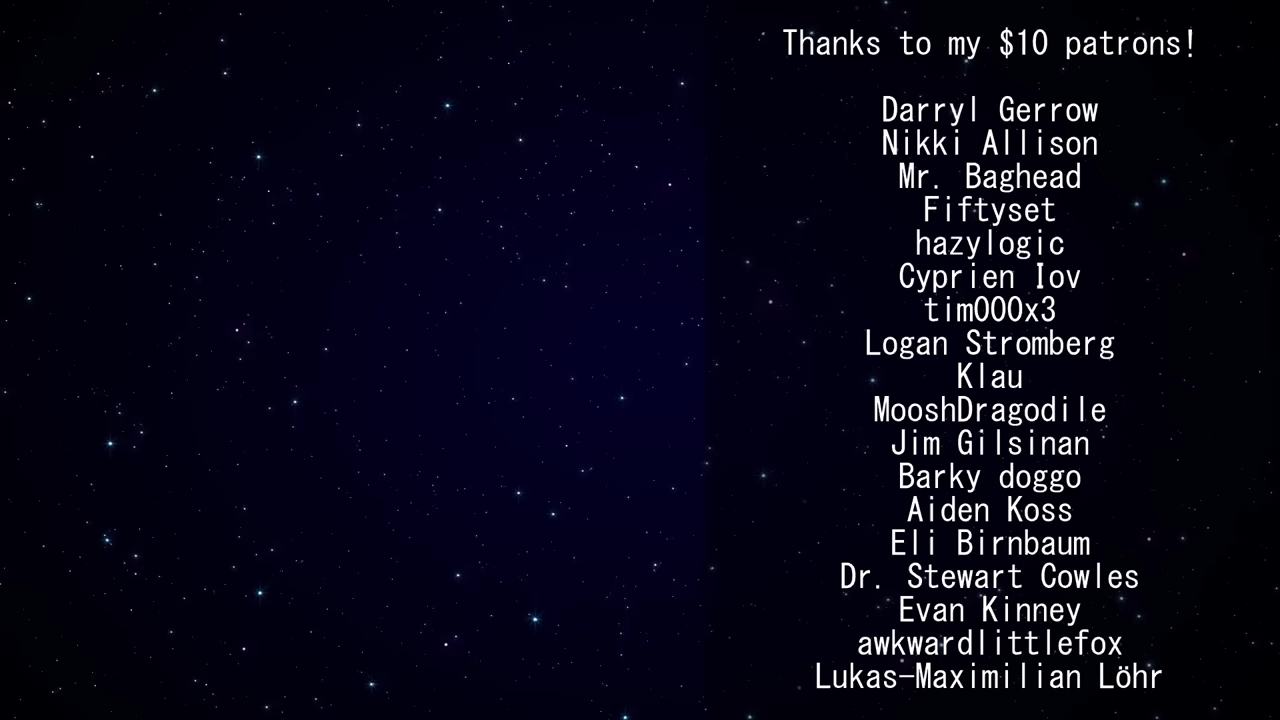 Thanks to my $10 patrons!
Darryl Gerrow
Nikki Allison
Mr. Baghead
Fiftyset
hazylogic
Cyprien Iov
tim000x3
Logan Stromberg
Klau
MooshDragodile
Jim Gilsinan
Barky doggo
Aiden Koss
Eli Birnbaum
Dr. Stewart Cowles
Evan Kinney
awkwardlittlefox
Lukas-Maximilian Löhr